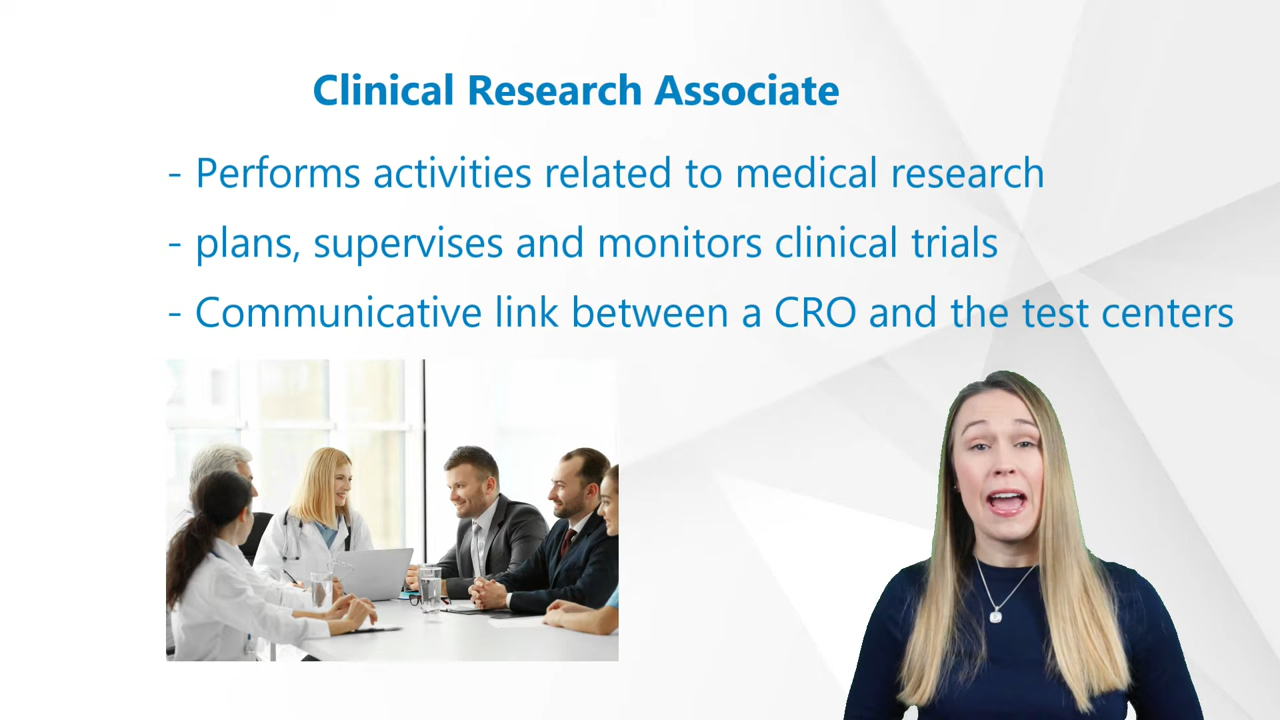 Clinical Research Associate
- Performs activities related to medical research
- plans, supervises and monitors clinical trials
- Communicative link between a CRO and the test centers